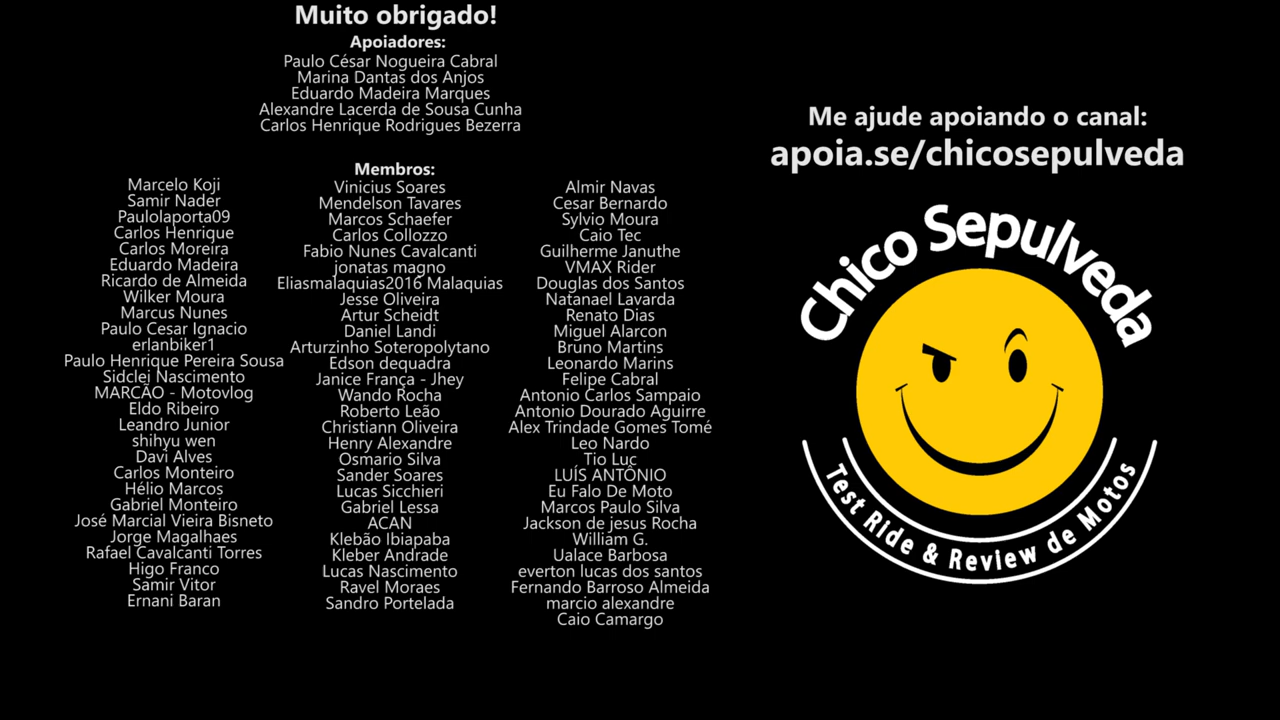 Muito obrigado!
Apoiadores:
Paulo César Nogueira Cabral
Marina Dantas dos Anjos
Eduardo Madeira Marques
Alexandre Lacerda de Sousa Cunha
Carlos Henrique Rodrigues Bezerra
Membros:
Marcelo Koji
Samir Nader
Paulolaporta09
Carlos Henrique
Carlos Moreira
Eduardo Madeira
Ricardo de Almeida
Wilker Moura
Marcus Nunes
Paulo Cesar Ignacio
erlanbiker1
Paulo Henrique Pereira Sousa
Sidclei Nascimento
MARCÃO - Motovlog
Eldo Ribeiro
Leandro Junior
shihyu wen
Davi Alves
Carlos Monteiro
Hélio Marcos
Gabriel Monteiro
José Marcial Vieira Bisneto
Jorge Magalhaes
Rafael Cavalcanti Torres
Higo Franco
Samir Vitor
Ernani Baran
Vinicius Soares
Mendelson Tavares
Marcos Schaefer
Carlos Collozzo
Fabio Nunes Cavalcanti
jonatas magno
Eliasmalaquias2016 Malaquias
Jesse Oliveira
Artur Scheidt
Daniel Landi
Arturzinho Soteropolytano
Edson dequadra
Janice França - Jhey
Wando Rocha
Roberto Leão
Christiann Oliveira
Henry Alexandre
Osmario Silva
Sander Soares
Lucas Sicchieri
Gabriel Lessa
ACAN
Klebão Ibiapaba
Kleber Andrade
Lucas Nascimento
Ravel Moraes
Sandro Portelada
Almir Navas
Cesar Bernardo
Sylvio Moura
Caio Tec
Guilherme Januthe
VMAX Rider
Douglas dos Santos
Natanael Lavarda
Renato Dias
Miguel Alarcon
Bruno Martins
Leonardo Marins
Felipe Cabral
Antonio Carlos Sampaio
Antonio Dourado Aguirre
Alex Trindade Gomes Tomé
Leo Nardo
Tio Luc
LUÍS ANTÔNIO
Eu Falo De Moto
Marcos Paulo Silva
Jackson de jesus Rocha
William G.
Ualace Barbosa
everton lucas dos santos
Fernando Barroso Almeida
marcio alexandre
Caio Camargo
Me ajude apoiando o canal:
apoia.se/chicosepulveda
Chico Sepulveda
Test Ride & Review de Motos